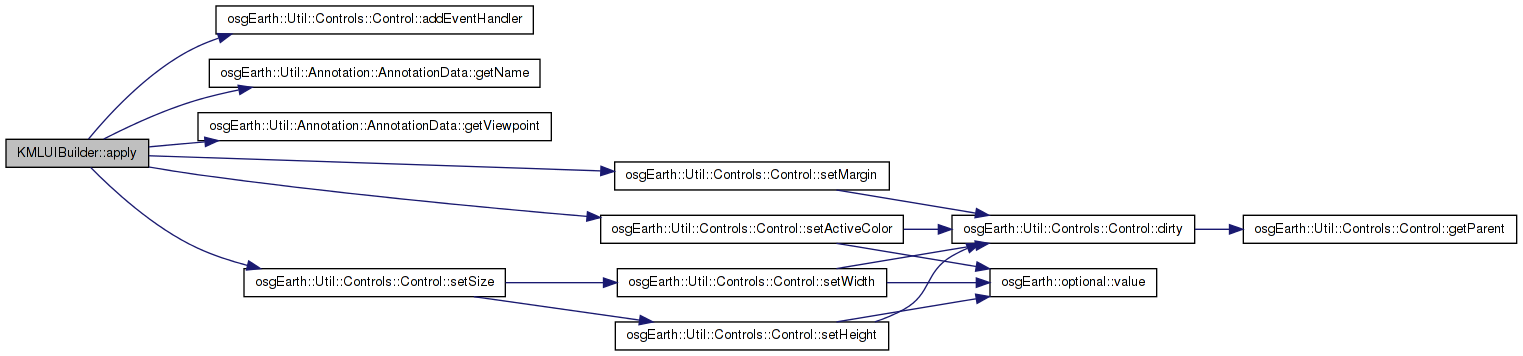 osgEarth::Util::Controls::Control::addEventHandler
osgEarth::Util::Annotation::AnnotationData::getName
osgEarth::Util::Annotation::AnnotationData::getViewpoint
KMLUIBuilder::apply
osgEarth::Util::Controls::Control::setMargin
osgEarth::Util::Controls::Control::setActiveColor
osgEarth::Util::Controls::Control::dirty
osgEarth::Util::Controls::Control::getParent
osgEarth::Util::Controls::Control::setSize
osgEarth::Util::Controls::Control::setWidth
osgEarth::optional::value
osgEarth::Util::Controls::Control::setHeight